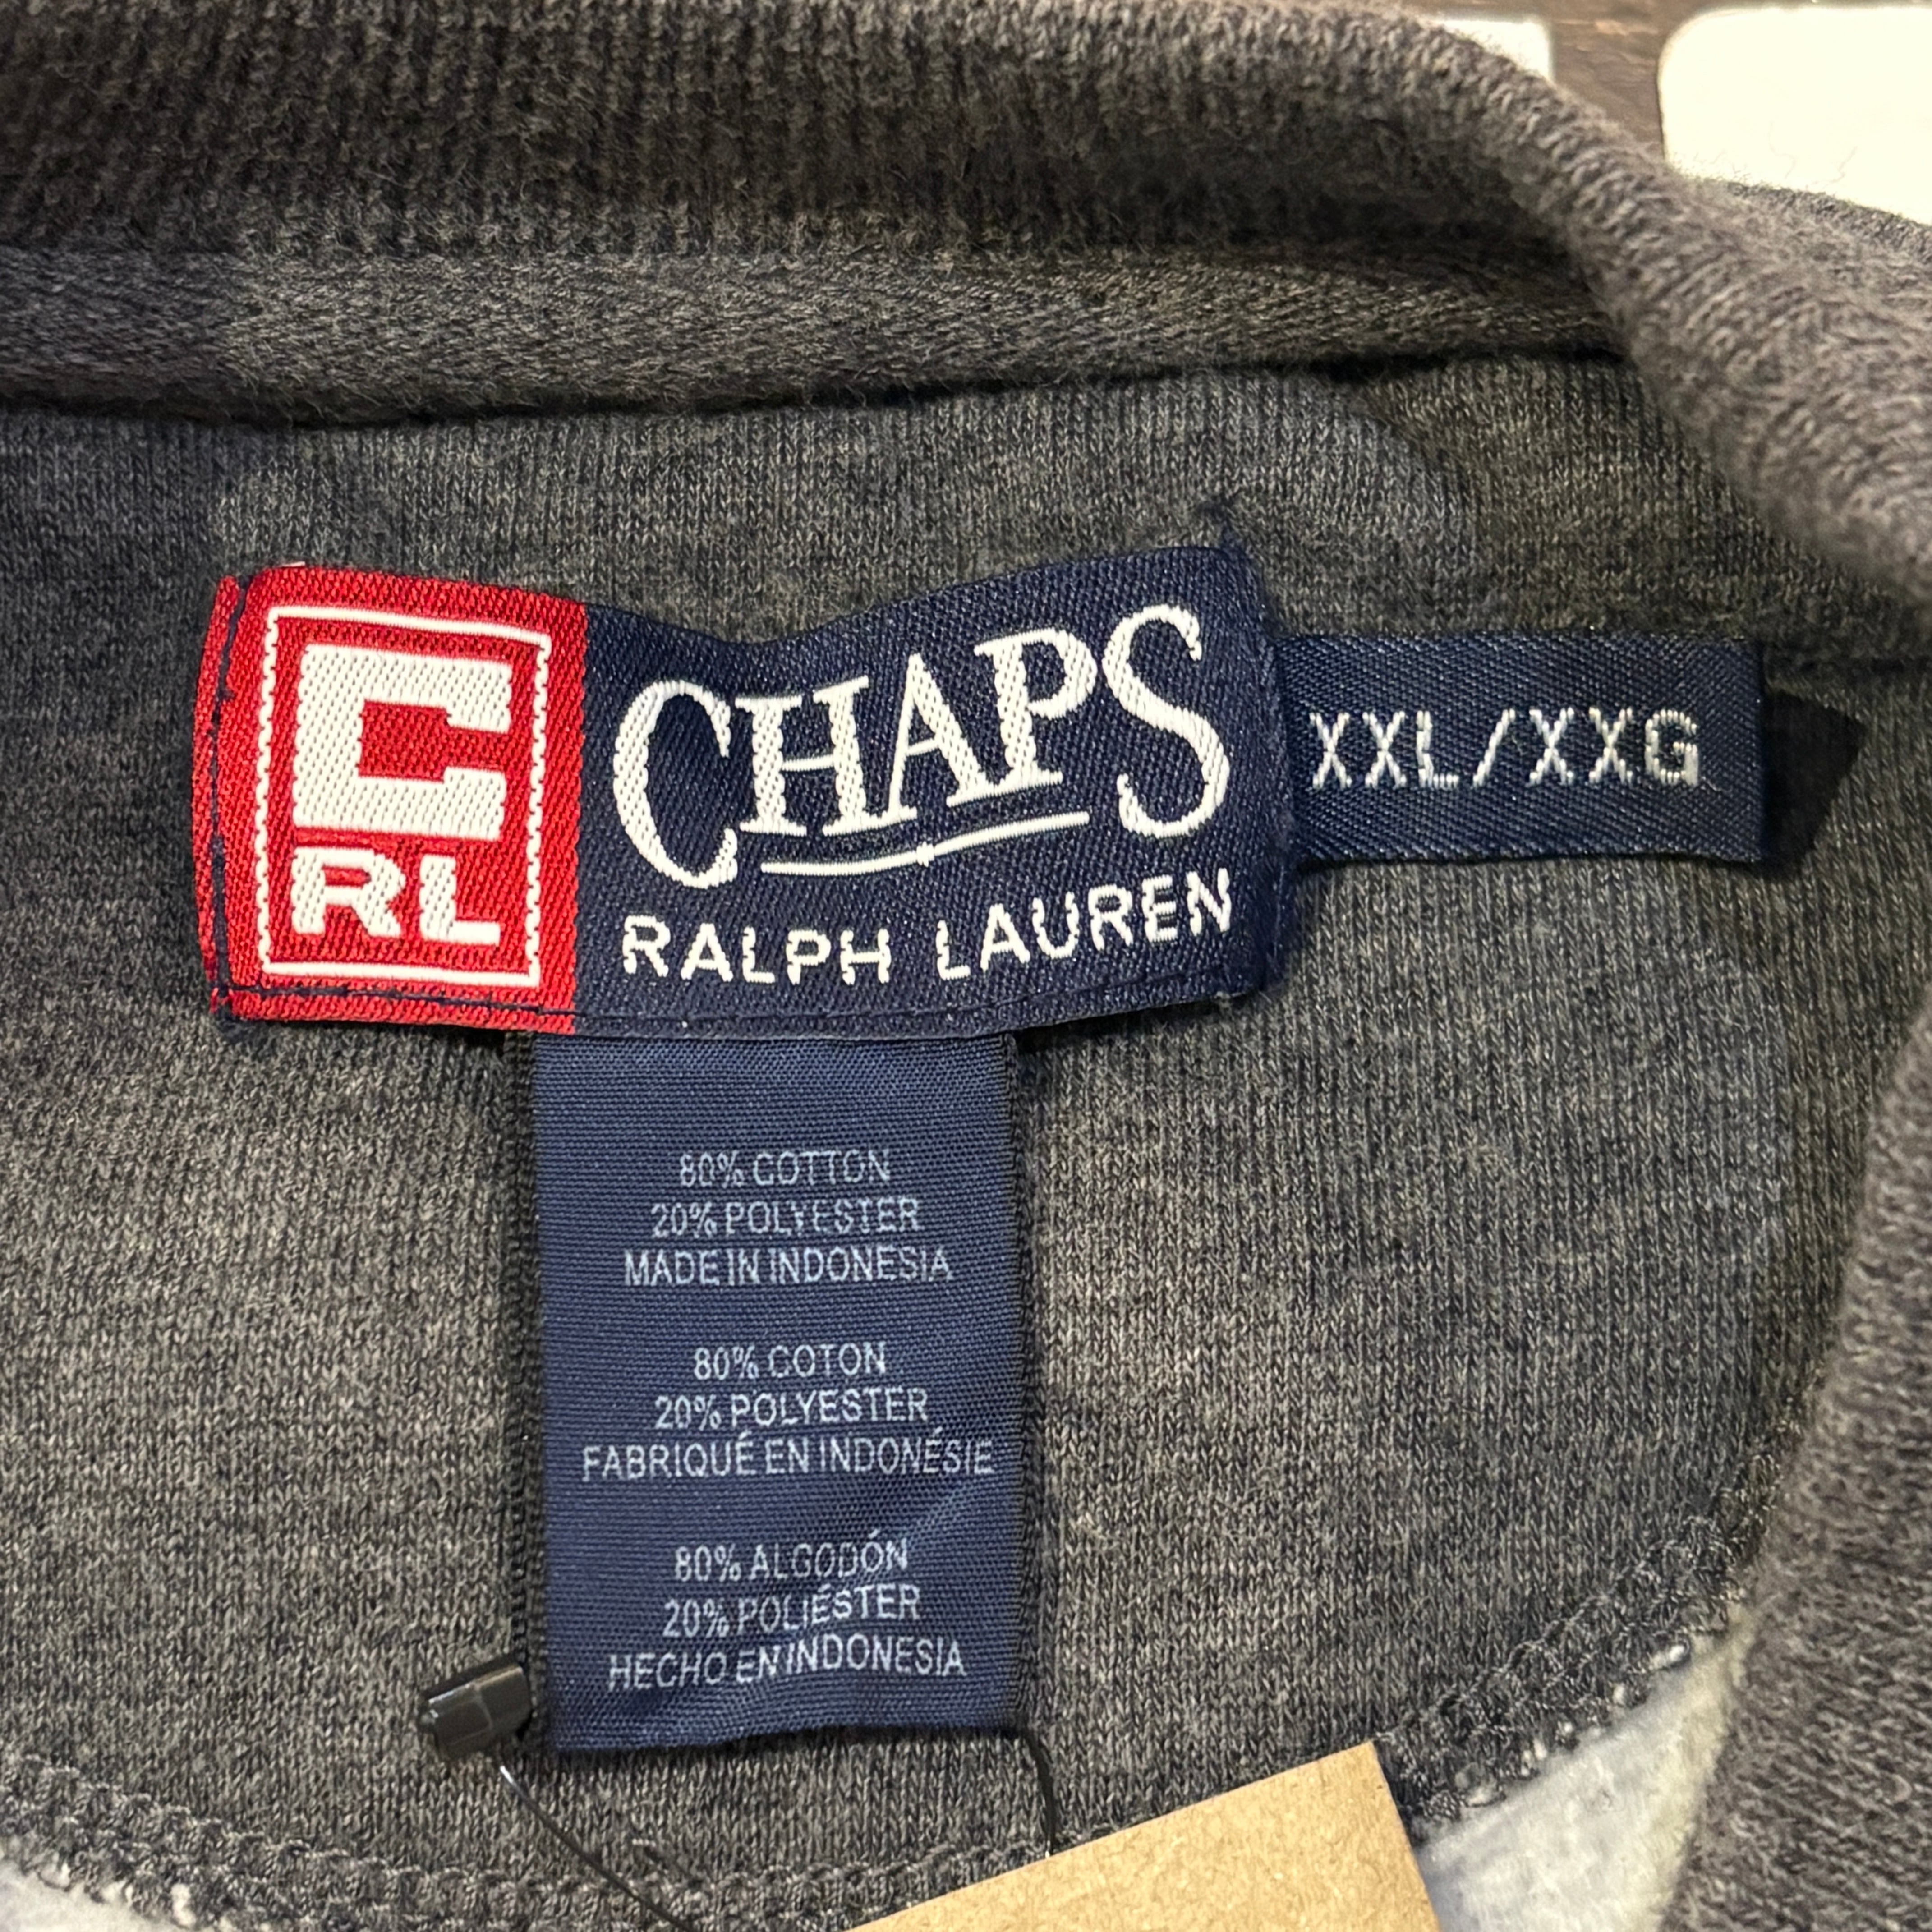 C
RL
CHAPS
RALPH LAUREN
XXL/XXG
80% COTTON
20% POLYESTER
MADE IN INDONESIA
80% COTON
20% POLYESTER
FABRIQUÉ EN INDONÉSIE
80% ALGODÓN
20% POLIÉSTER
HECHO EN INDONESIA